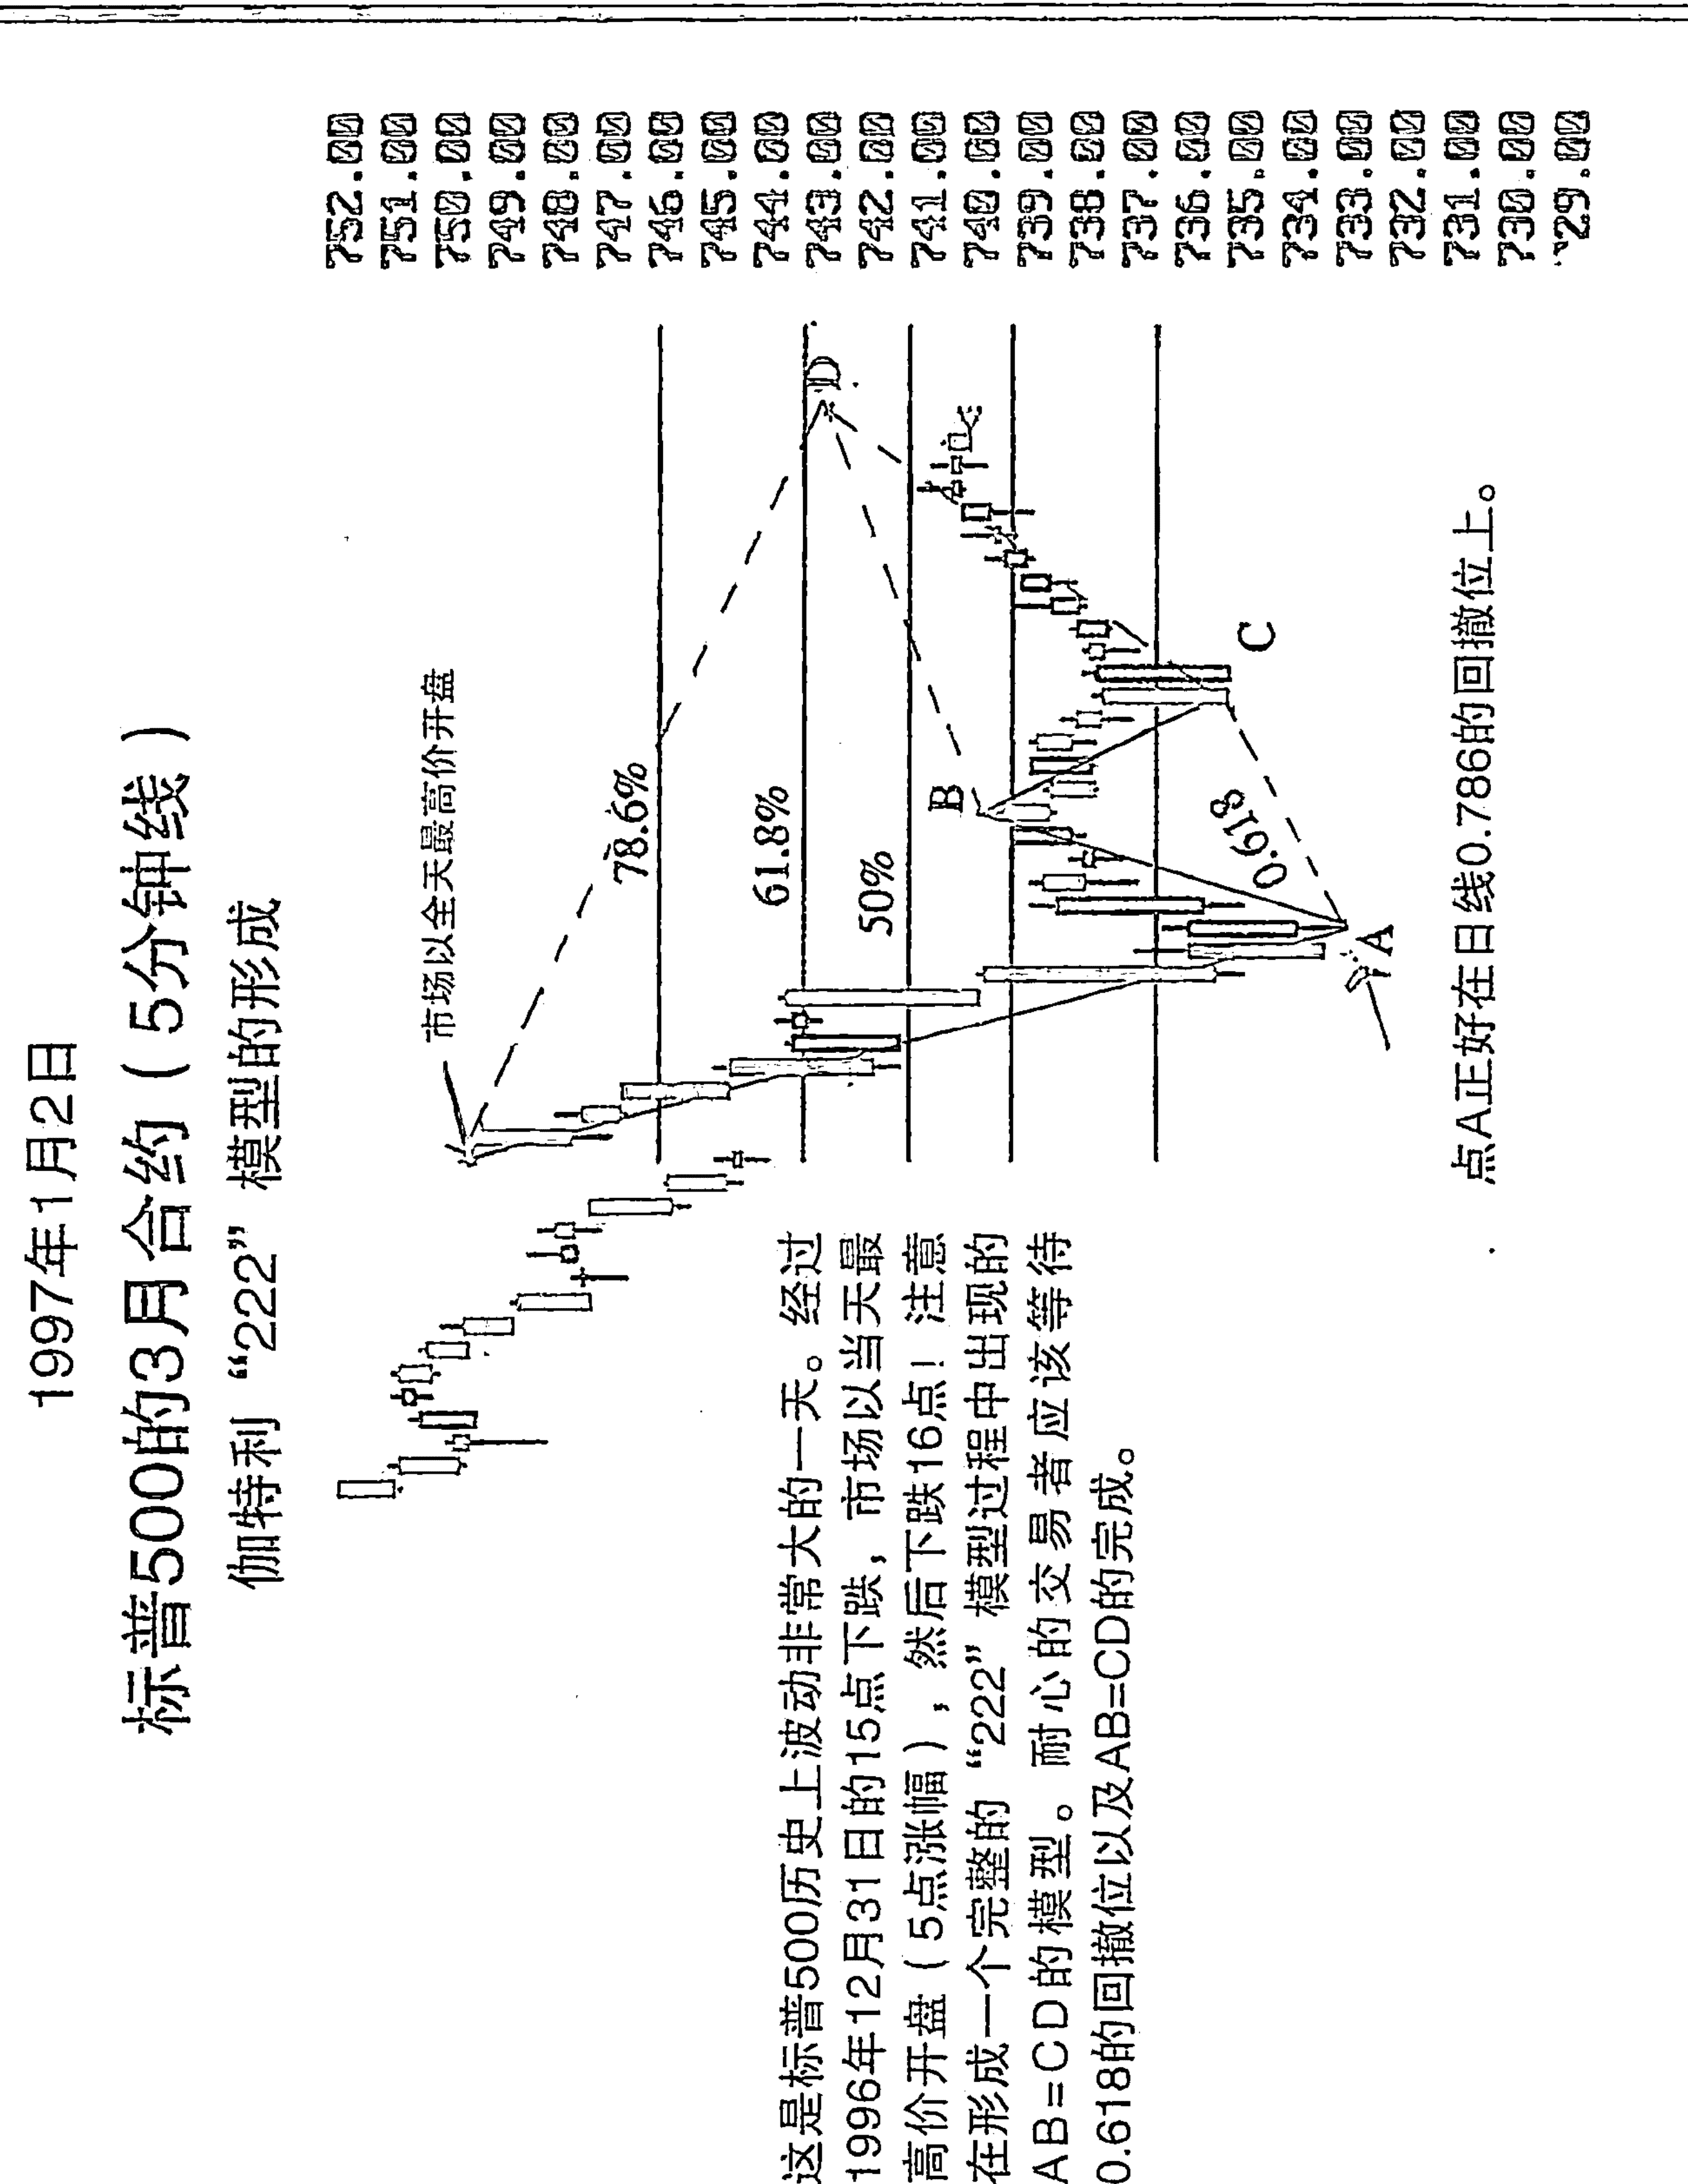 1997年1月2日
标普500的3月合约（5分钟线）
伽特利“222”模型的形成
市场以全天最高价开盘
752.00
751.00
750.00
749.00
748.00
747.00
746.00
745.00
744.00
743.00
742.00
741.00
740.00
739.00
738.00
737.00
736.00
735.00
734.00
733.00
732.00
731.00
730.00
729.00
78.6%
61.8%
50%
D
B
C
0.618
A
这是标普500历史上波动非常大的一天。经过
1996年12月31日的15点下跌，市场以当天最
高价开盘（5点涨幅），然后下跌16点！注意
在形成一个完整的“222”模型过程中出现的
AB=CD的模型。耐心的交易者应该等待
0.618的回撤位以及AB=CD的完成。
点A正好在日线0.786的回撤位上。